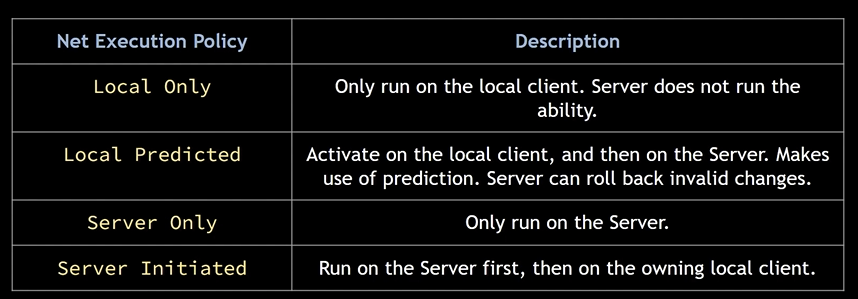 Net Execution Policy
Description
Local Only
Only run on the local client. Server does not run the
ability.
Local Predicted
Activate on the local client, and then on the Server. Makes
use of prediction. Server can roll back invalid changes.
Server Only
Only run on the Server.
Server Initiated
Run on the Server first, then on the owning local client.